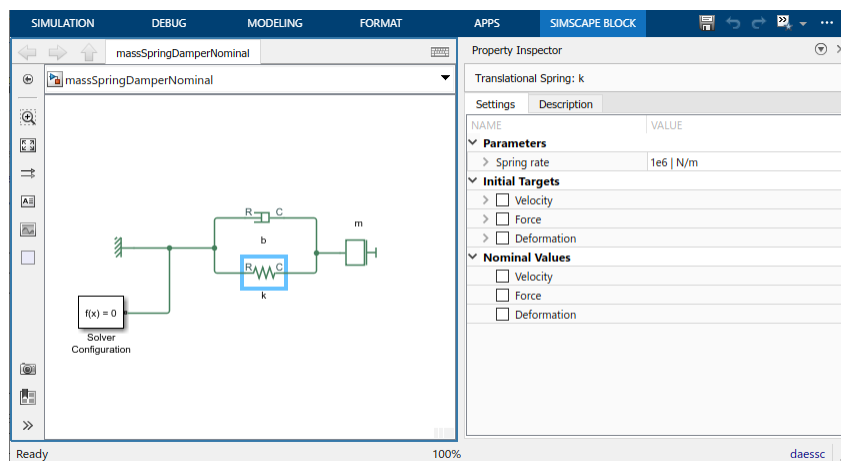 SIMULATION DEBUG MODELING FORMAT APPS SIMSCAPE BLOCK
massSpringDamperNominal
massSpringDamperNominal
R C
b
m
R C
k
f(x) = 0
Solver
Configuration
Property Inspector
Translational Spring: k
Settings Description
NAME VALUE
Parameters
Spring rate 1e6 | N/m
Initial Targets
Velocity
Force
Deformation
Nominal Values
Velocity
Force
Deformation
Ready 100% daessc